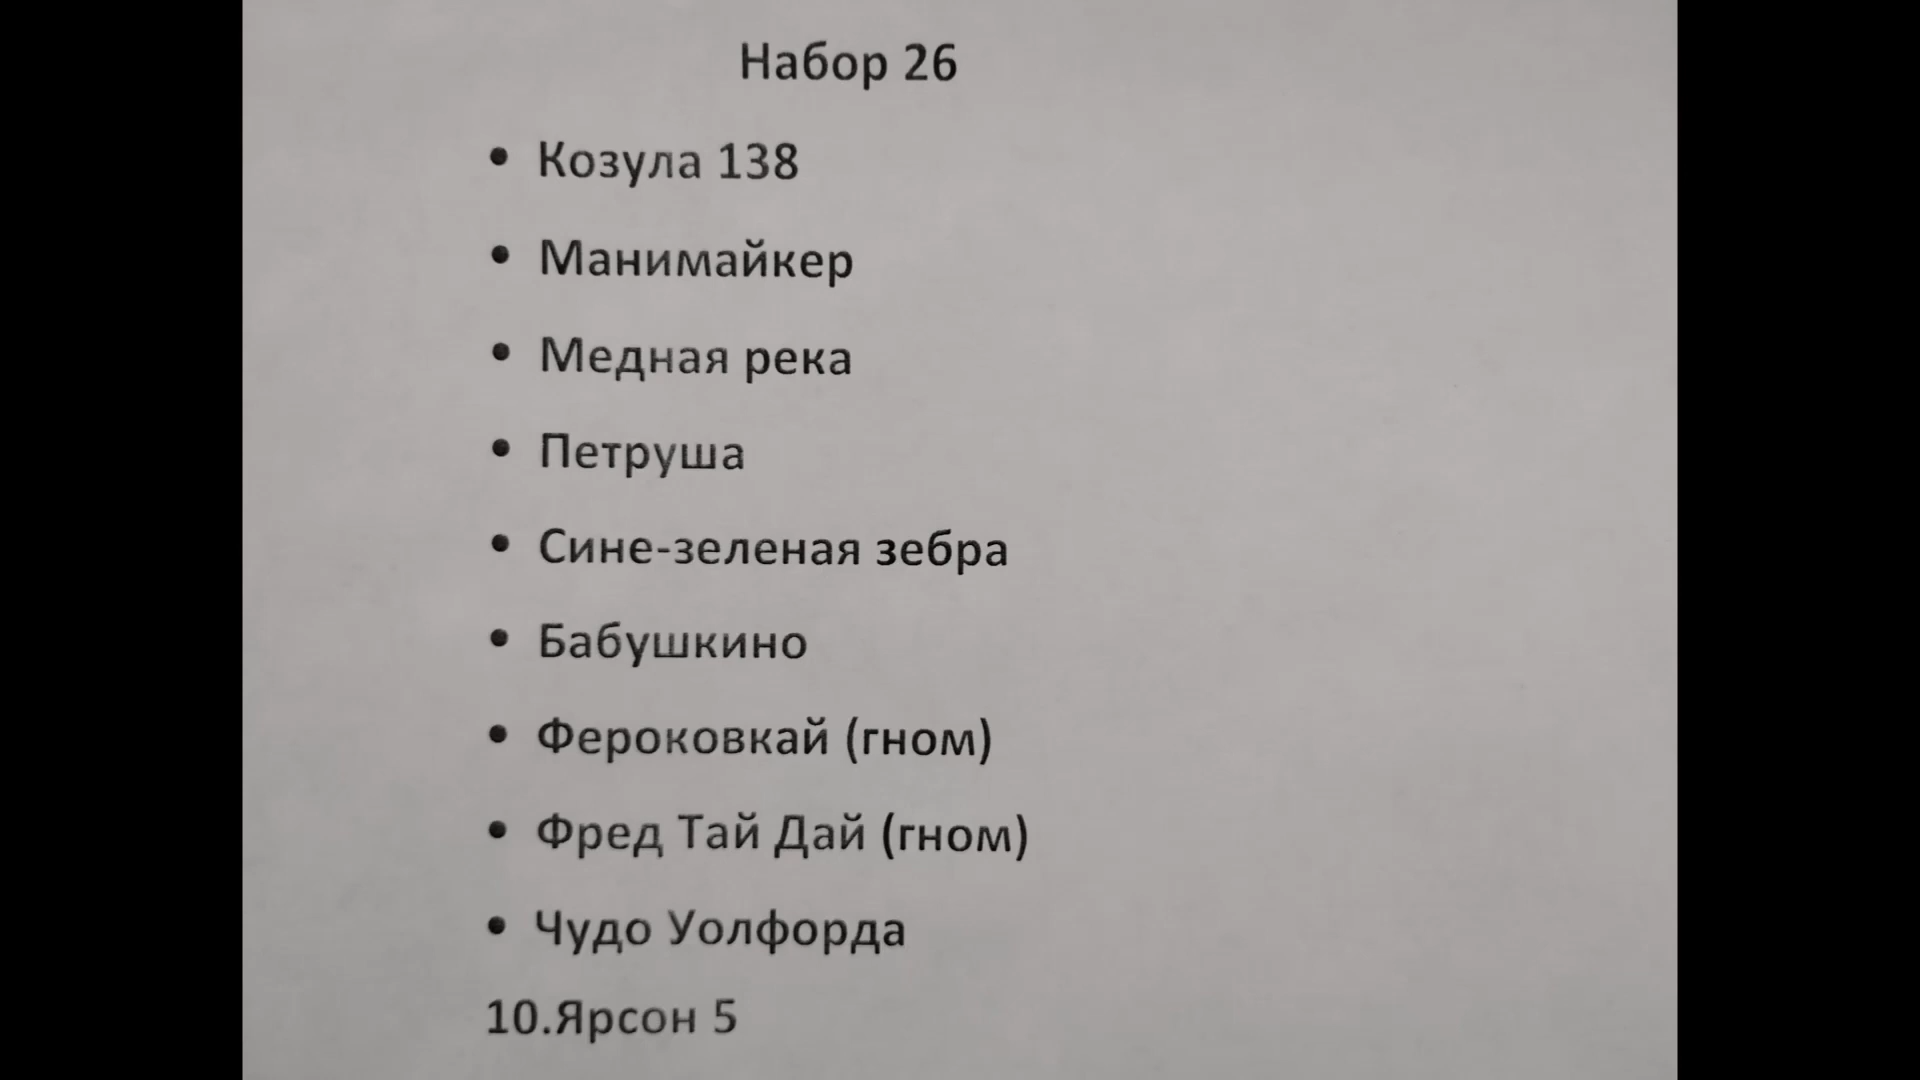 Набор 26
• Козула 138
• Манимайкер
• Медная река
• Петруша
• Сине-зеленая зебра
• Бабушкино
• Фероковкай (гном)
• Фред Тай Дай (гном)
• Чудо Уолфорда
10.Ярсон 5